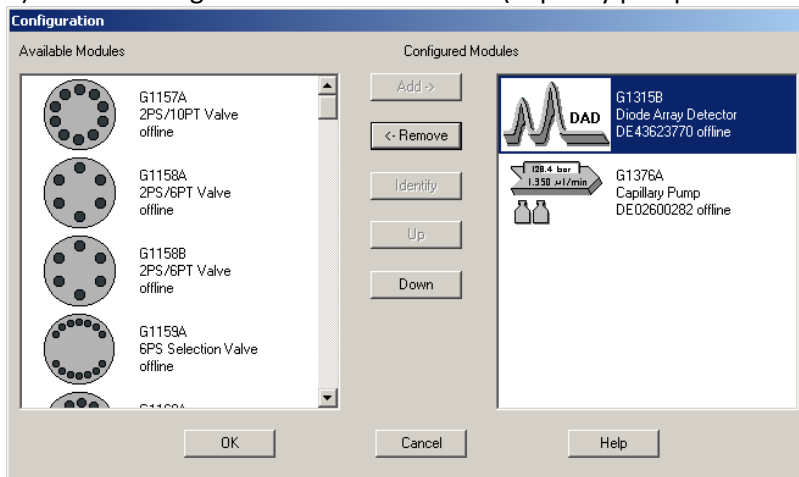 Configuration
Available Modules
Configured Modules
G1157A
2PS/10PT Valve
offline
G1158A
2PS/6PT Valve
offline
G1158B
2PS/6PT Valve
offline
G1159A
6PS Selection Valve
offline
Add ->
<- Remove
Identify
Up
Down
DAD
G1315B
Diode Array Detector
DE43623770 offline
128.4 bar
1.350 µl/min
G1376A
Capillary Pump
DE02600282 offline
OK
Cancel
Help